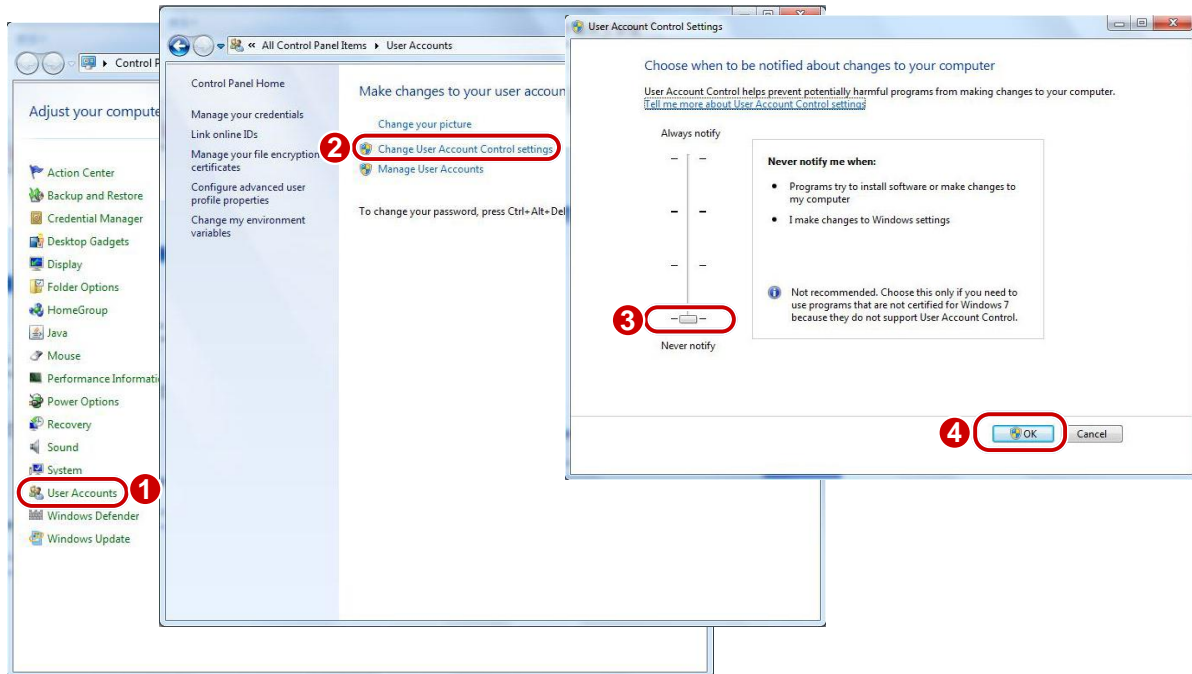 Control P
Adjust your compute
Action Center
Backup and Restore
Credential Manager
Desktop Gadgets
Display
Folder Options
HomeGroup
Java
Mouse
Performance Informati
Power Options
Recovery
Sound
System
User Accounts
1
Windows Defender
Windows Update
« All Control Panel Items ▸ User Accounts
Control Panel Home
Manage your credentials
Link online IDs
Manage your file encryption
certificates
Configure advanced user
profile properties
Change my environment
variables
Make changes to your user accoun
Change your picture
2
Change User Account Control settings
Manage User Accounts
To change your password, press Ctrl+Alt+Del
User Account Control Settings
Choose when to be notified about changes to your computer
User Account Control helps prevent potentially harmful programs from making changes to your computer.
Tell me more about User Account Control settings
Always notify
3
Never notify
Never notify me when:
• Programs try to install software or make changes to
my computer
• I make changes to Windows settings
Not recommended. Choose this only if you need to
use programs that are not certified for Windows 7
because they do not support User Account Control.
4
OK
Cancel